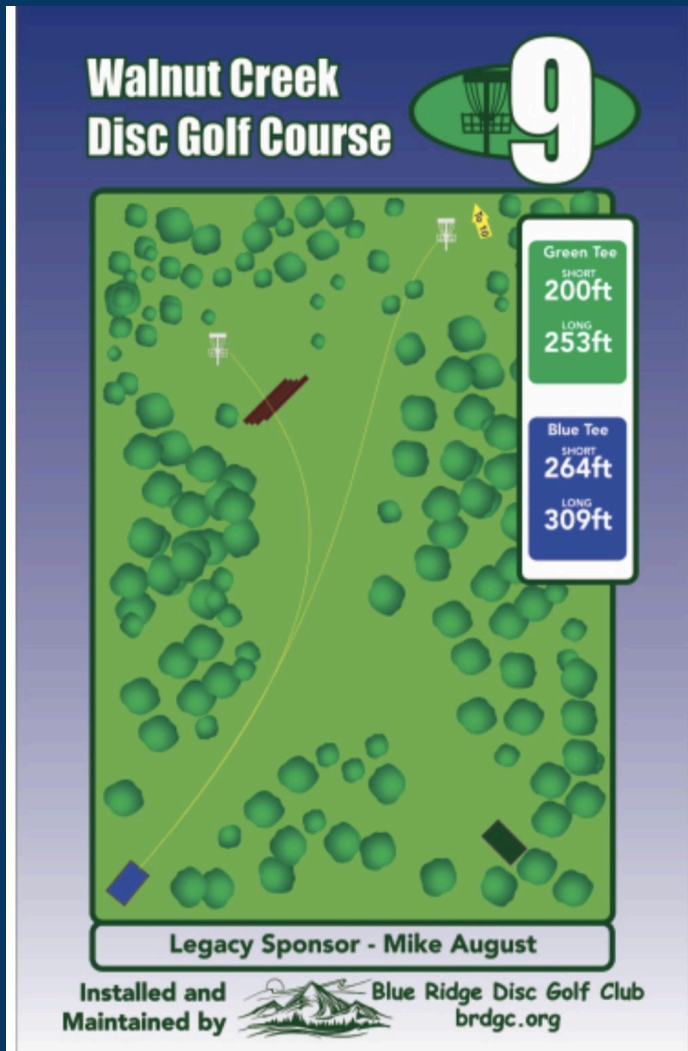 Walnut Creek
Disc Golf Course
9
To 10
Green Tee
SHORT
200ft
LONG
253ft
Blue Tee
SHORT
264ft
LONG
309ft
Legacy Sponsor - Mike August
Installed and
Maintained by
Blue Ridge Disc Golf Club
brdgc.org